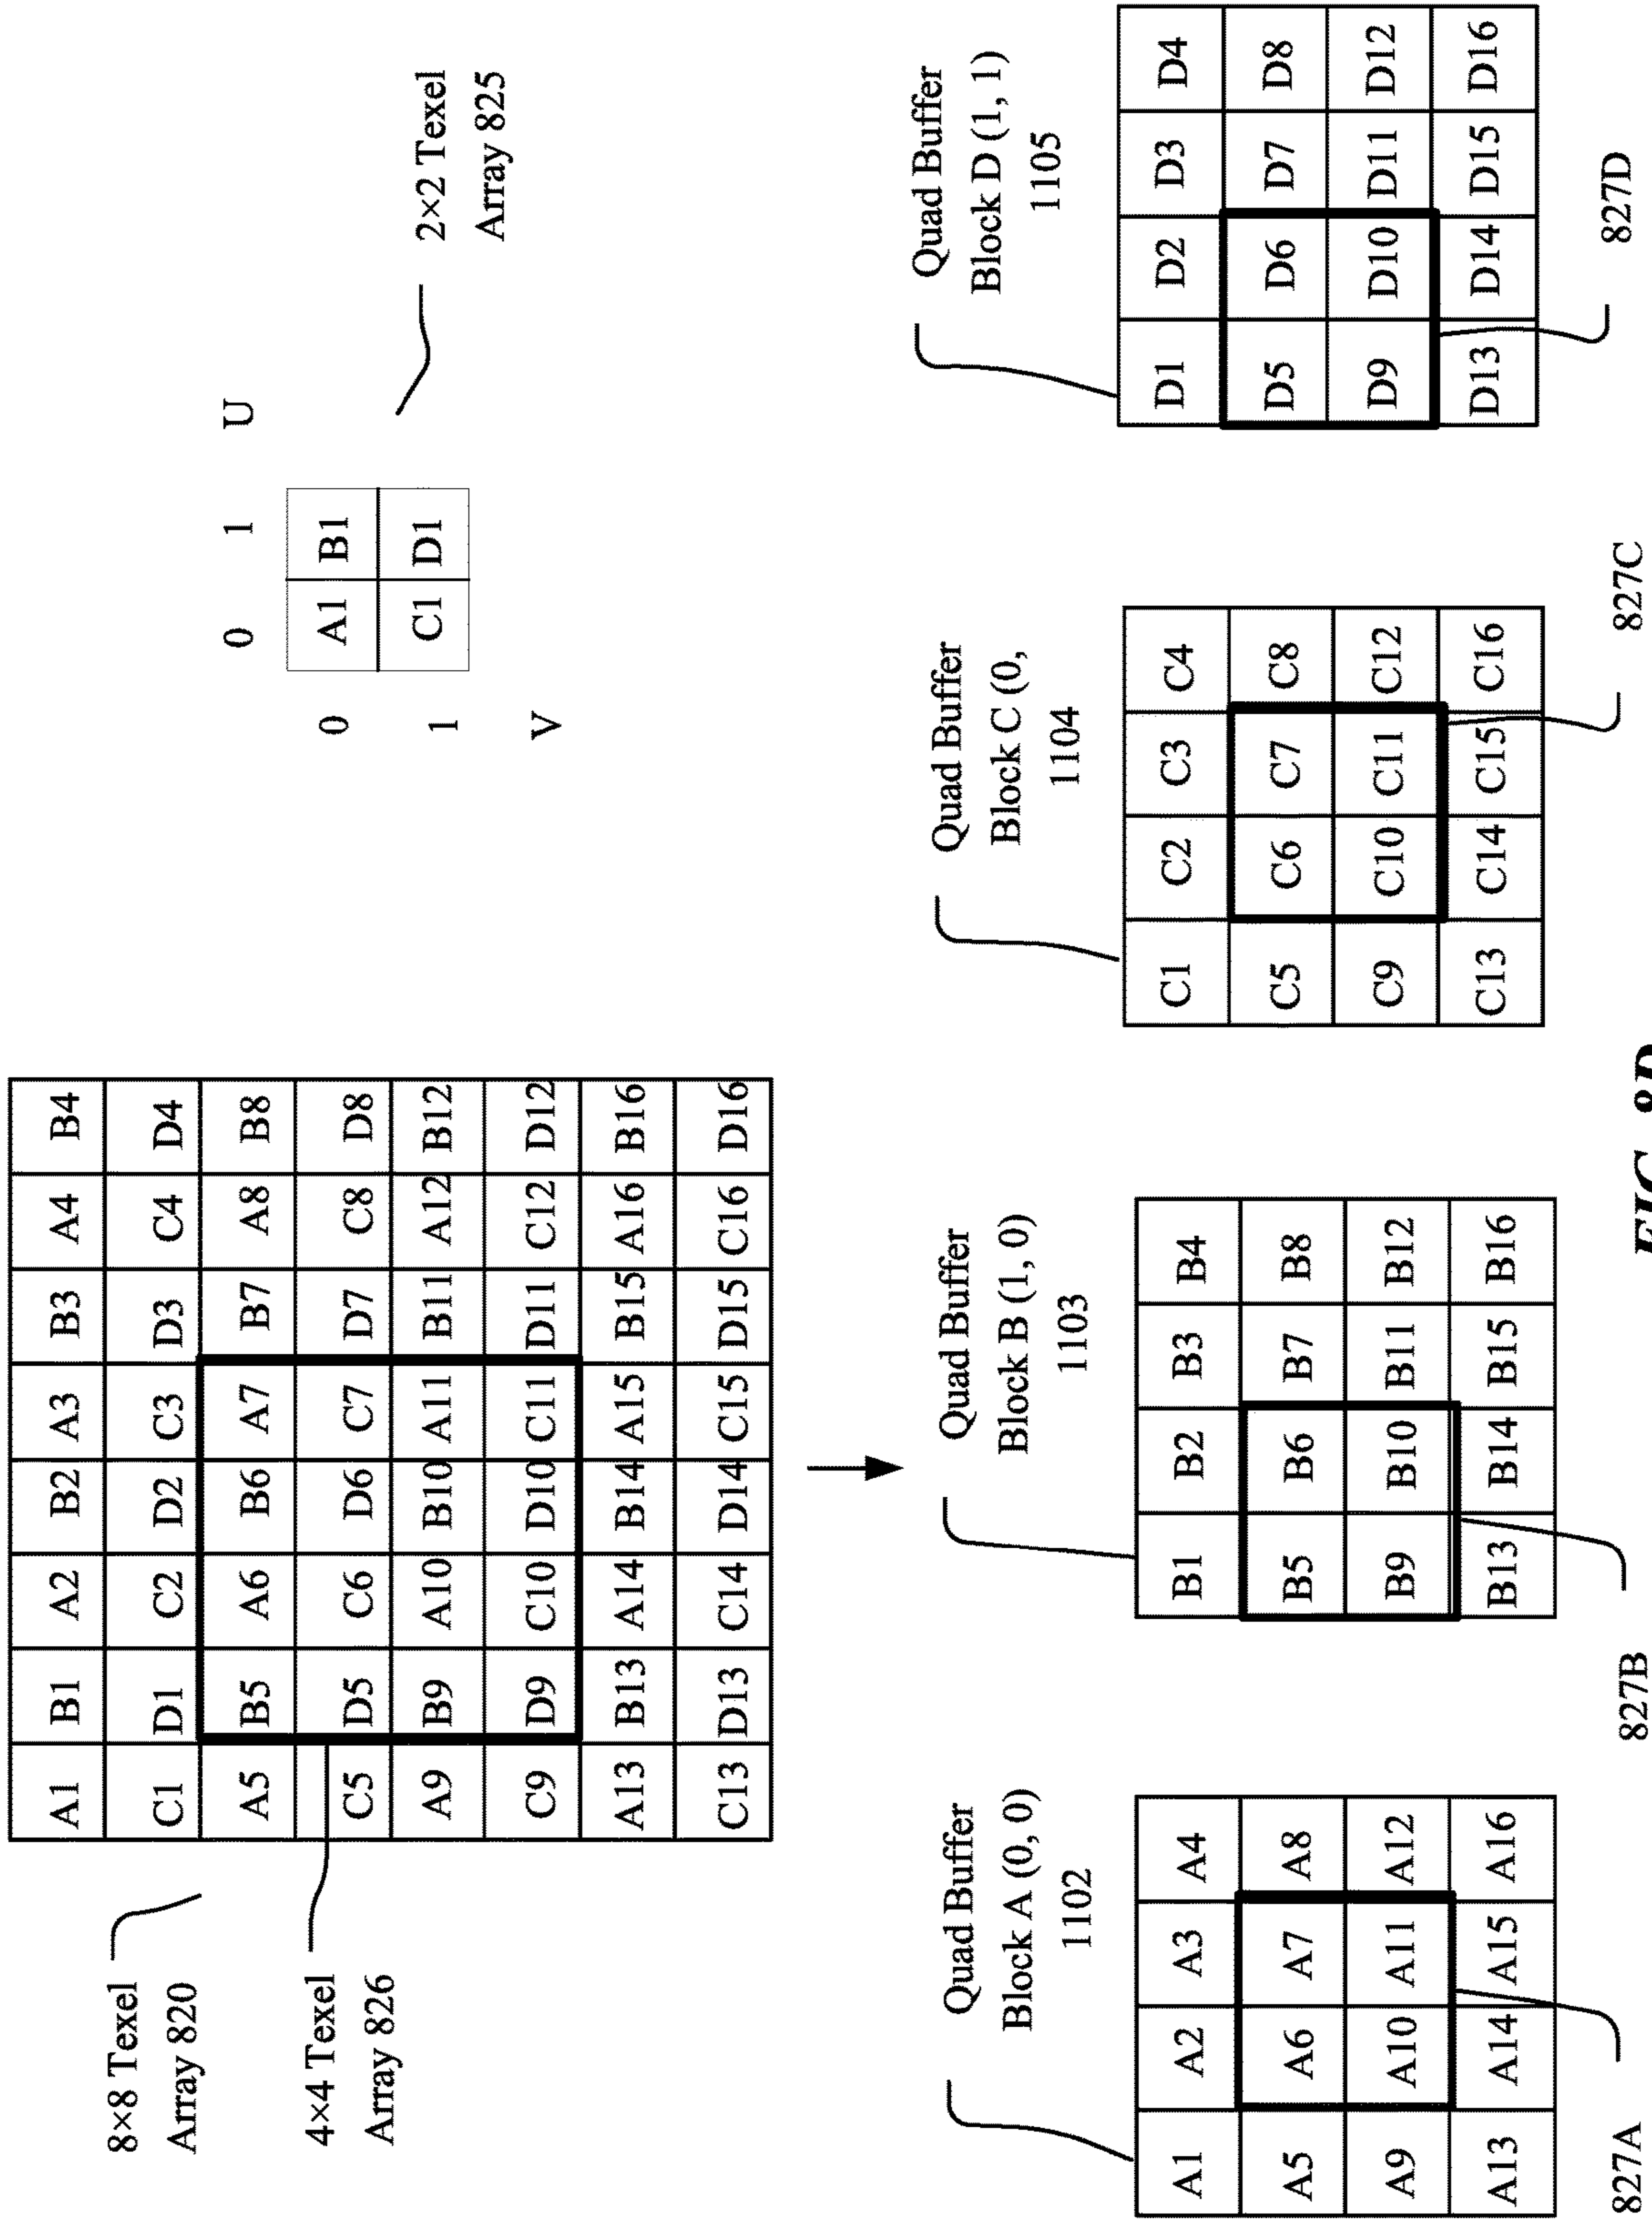 8×8 Texel
Array 820
4×4 Texel
Array 826
A1 B1 A2 B2 A3 B3 A4 B4
C1 D1 C2 D2 C3 D3 C4 D4
A5 B5 A6 B6 A7 B7 A8 B8
C5 D5 C6 D6 C7 D7 C8 D8
A9 B9 A10 B10 A11 B11 A12 B12
C9 D9 C10 D10 C11 D11 C12 D12
A13 B13 A14 B14 A15 B15 A16 B16
C13 D13 C14 D14 C15 D15 C16 D16
0 1 U
0 A1 B1
1 C1 D1
V
2×2 Texel
Array 825
Quad Buffer
Block A (0, 0)
1102
A1 A2 A3 A4
A5 A6 A7 A8
A9 A10 A11 A12
A13 A14 A15 A16
827A
Quad Buffer
Block B (1, 0)
1103
B1 B2 B3 B4
B5 B6 B7 B8
B9 B10 B11 B12
B13 B14 B15 B16
827B
Quad Buffer
Block C (0,
1104
C1 C2 C3 C4
C5 C6 C7 C8
C9 C10 C11 C12
C13 C14 C15 C16
827C
Quad Buffer
Block D (1, 1)
1105
D1 D2 D3 D4
D5 D6 D7 D8
D9 D10 D11 D12
D13 D14 D15 D16
827D